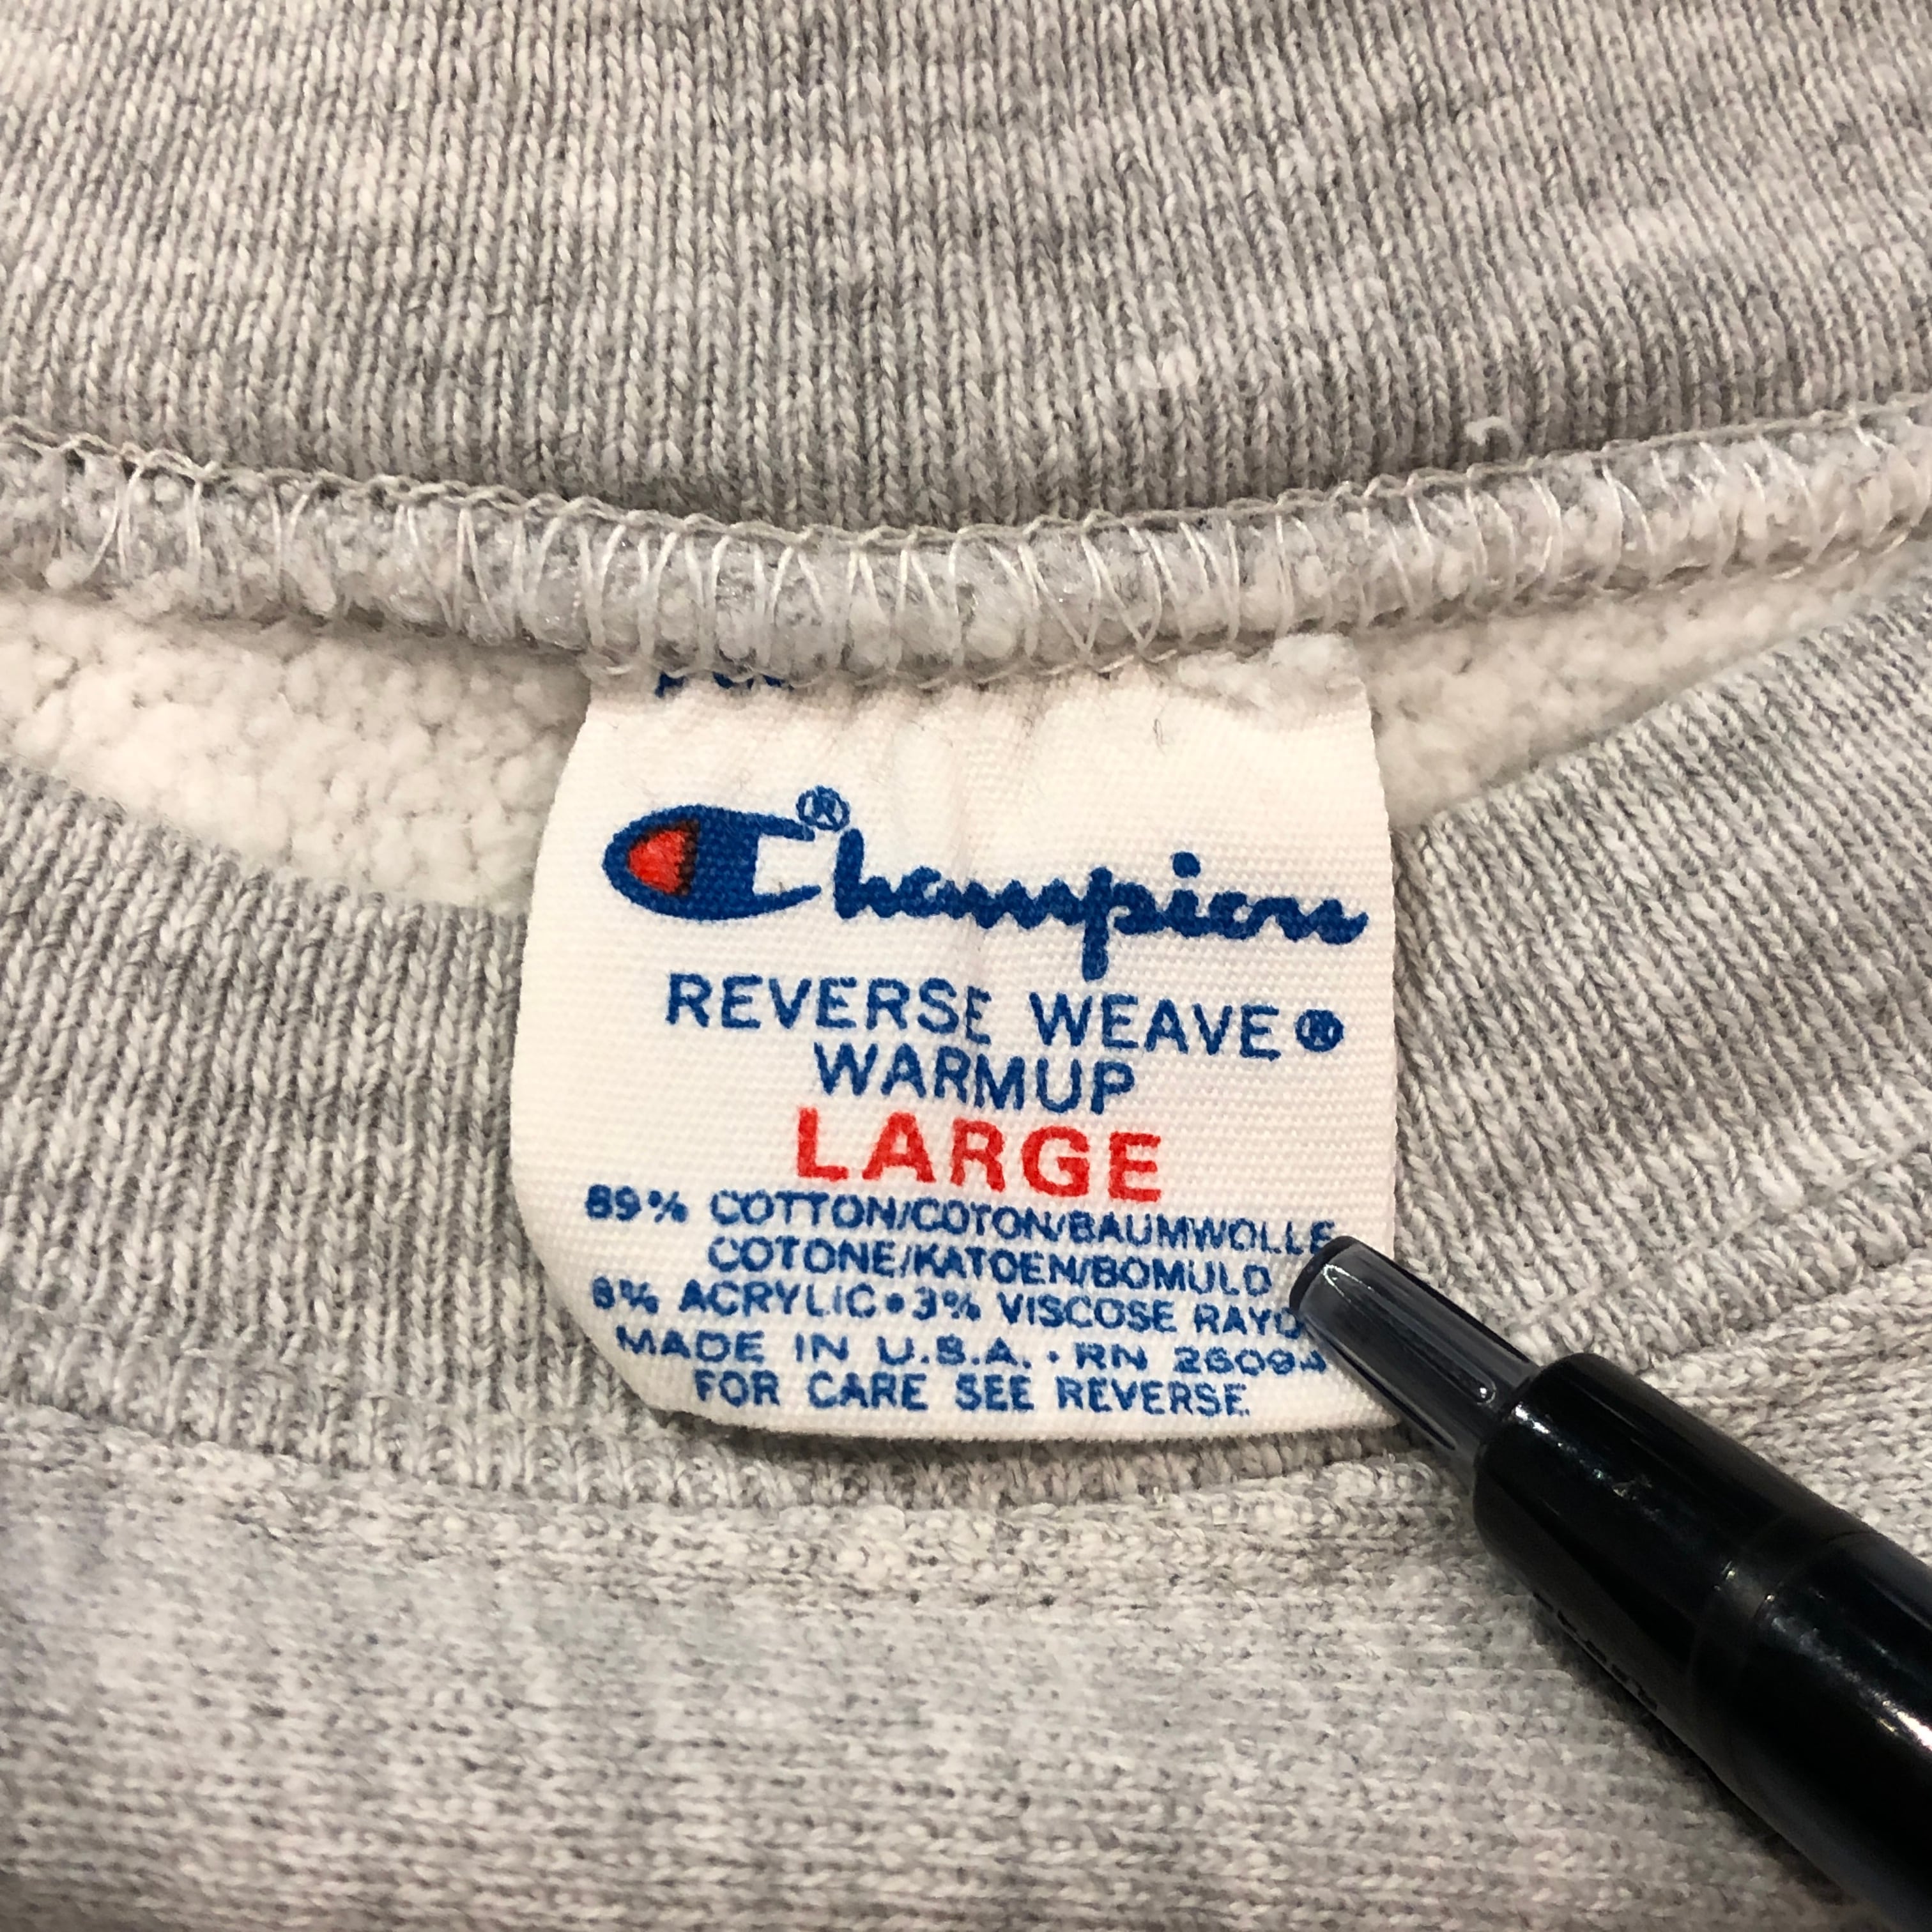 Champion®
REVERSE WEAVE®
WARMUP
LARGE
89% COTTON/COTON/BAUMWOLLE
COTONE/KATOEN/BOMULD
8% ACRYLIC•3% VISCOSE
MADE IN U.S.A. • RN 26094
FOR CARE SEE REVERSE